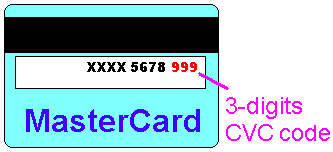 XXXX 5678 999
MasterCard
3-digits
CVC code